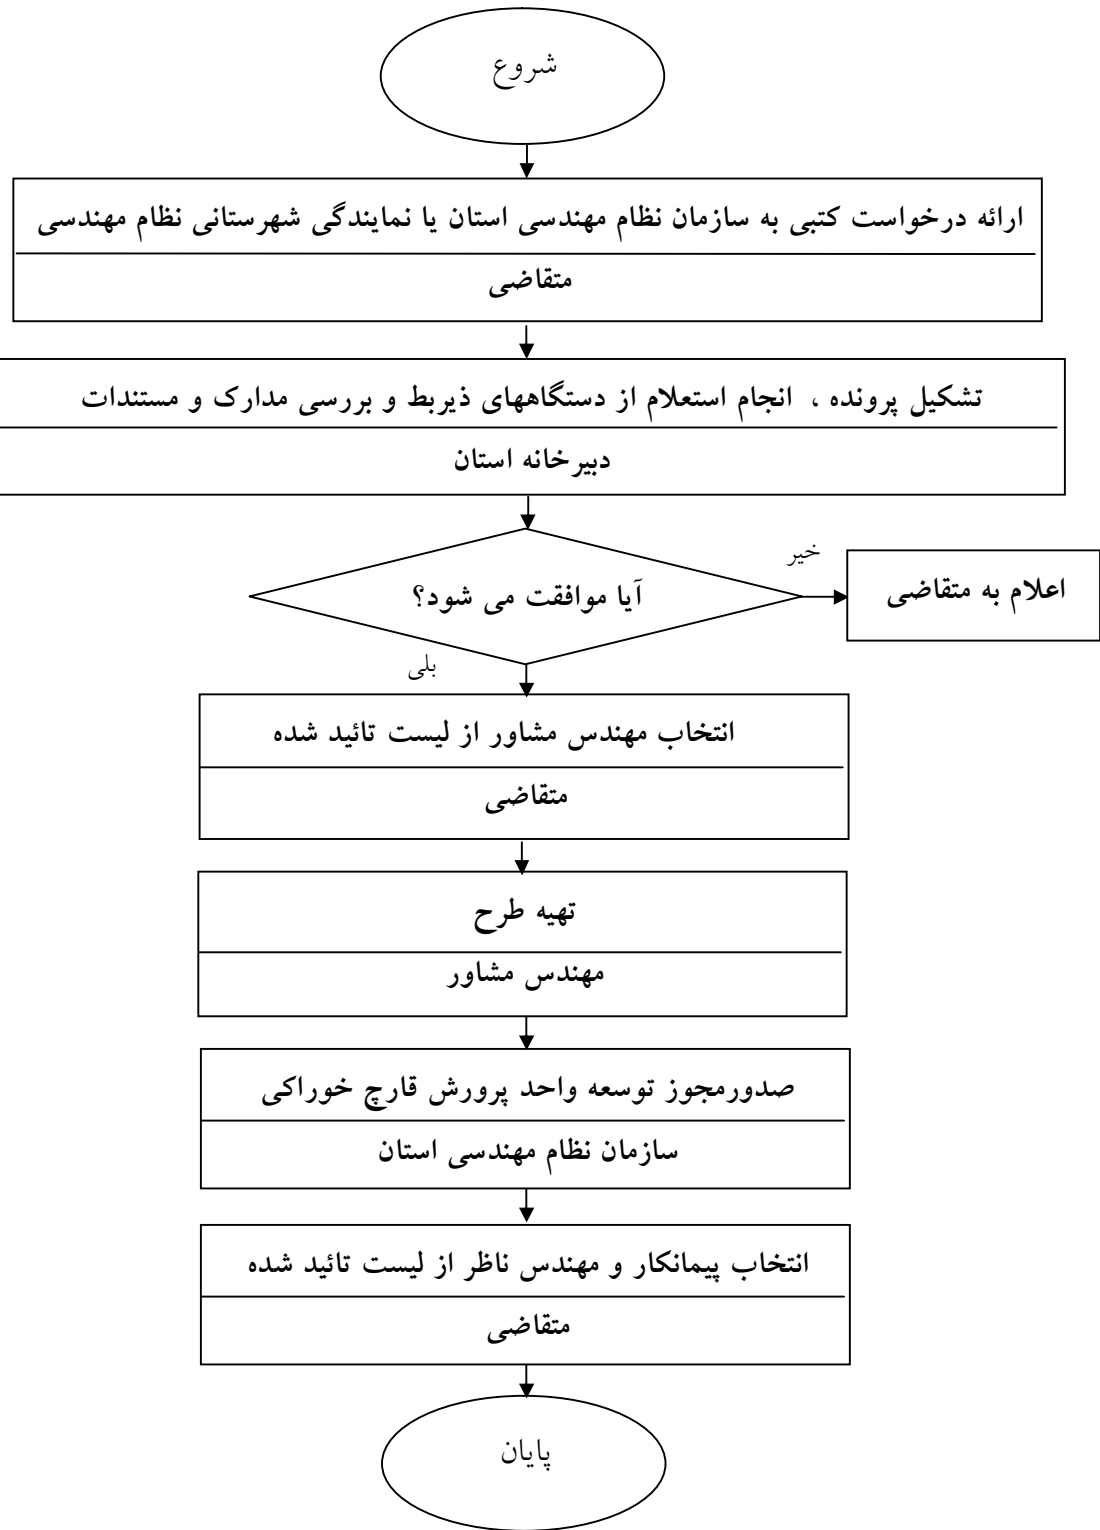 شروع
ارائه درخواست کتبی به سازمان نظام مهندسی استان یا نمایندگی شهرستانی نظام مهندسی
متقاضی
تشکیل پرونده ، انجام استعلام از دستگاههای ذیربط و بررسی مدارک و مستندات
دبیرخانه استان
آیا موافقت می شود؟
خیر
اعلام به متقاضی
بلی
انتخاب مهندس مشاور از لیست تائید شده
متقاضی
تهیه طرح
مهندس مشاور
صدورمجوز توسعه واحد پرورش قارچ خوراکی
سازمان نظام مهندسی استان
انتخاب پیمانکار و مهندس ناظر از لیست تائید شده
متقاضی
پایان